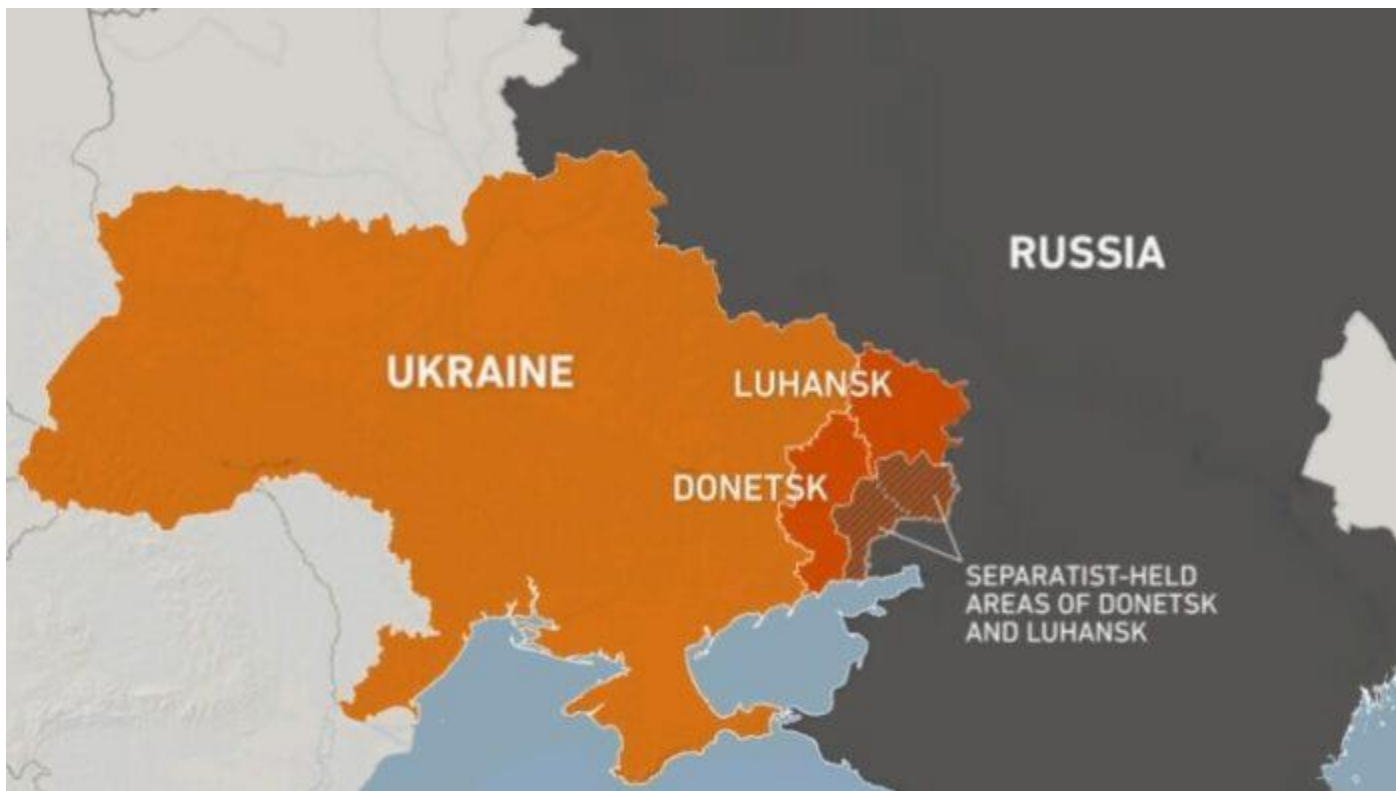 RUSSIA
UKRAINE
LUHANSK
DONETSK
SEPARATIST-HELD
AREAS OF DONETSK
AND LUHANSK